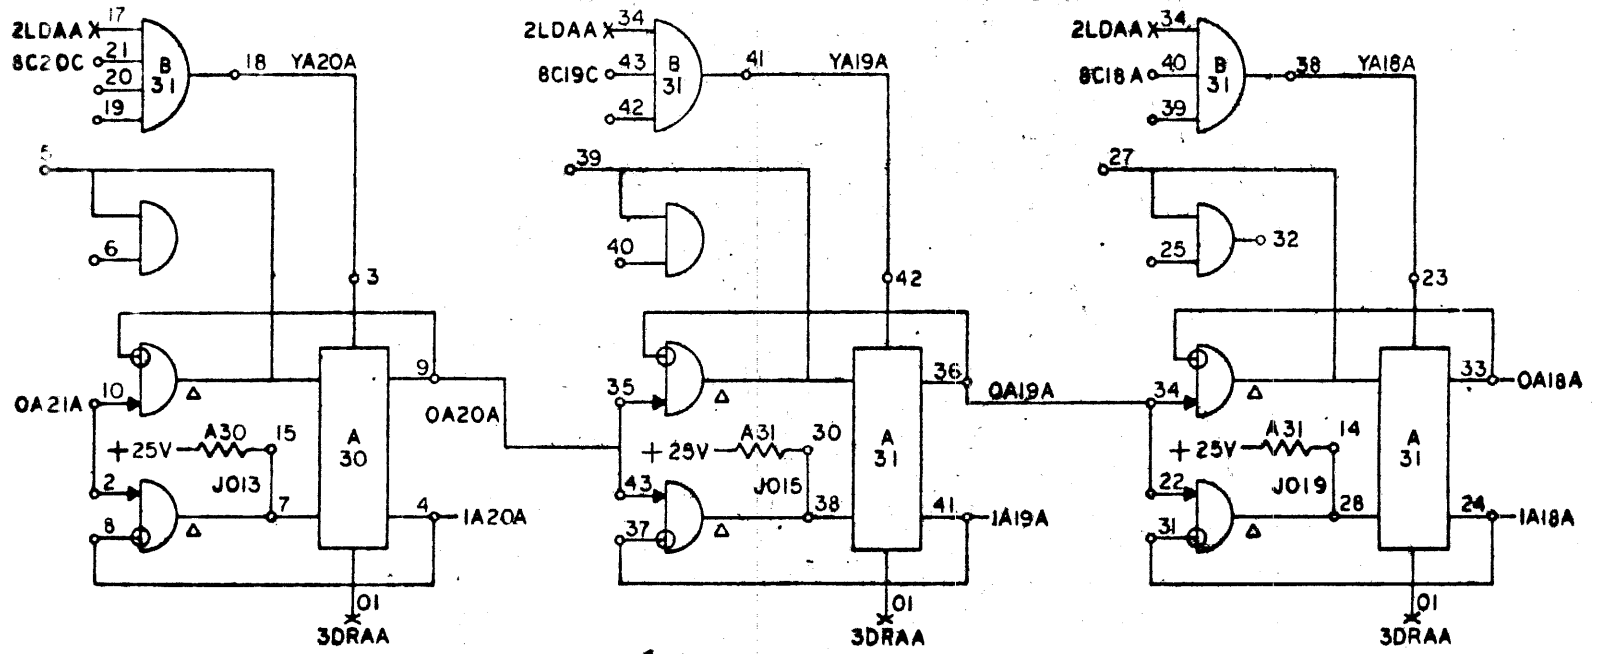 17
2LDAA
21
8C20C
20
19
B
31
18
YA20A
5
6
3
10
0A21A
Δ
A30
15
+25V
J013
2
7
8
Δ
A
30
9
0A20A
4
1A20A
01
3DRAA
34
2LDAA
43
8C19C
42
B
31
41
YA19A
39
40
42
35
Δ
A31
30
+25V
J015
43
38
37
Δ
A
31
36
0A19A
41
1A19A
01
3DRAA
34
2LDAA
40
8C18A
39
B
31
38
YA18A
27
25
32
23
34
Δ
A31
14
+25V
J019
22
28
31
Δ
A
31
33
0A18A
24
1A18A
01
3DRAA